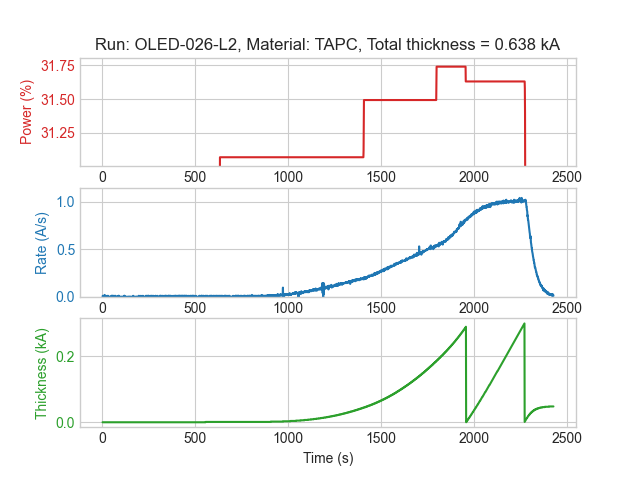 Run: OLED-026-L2, Material: TAPC, Total thickness = 0.638 kA
31.75
31.50
31.25
Power (%)
0 500 1000 1500 2000 2500
1.0
0.5
0.0
Rate (A/s)
0 500 1000 1500 2000 2500
0.2
0.0
Thickness (kA)
0 500 1000 1500 2000 2500
Time (s)